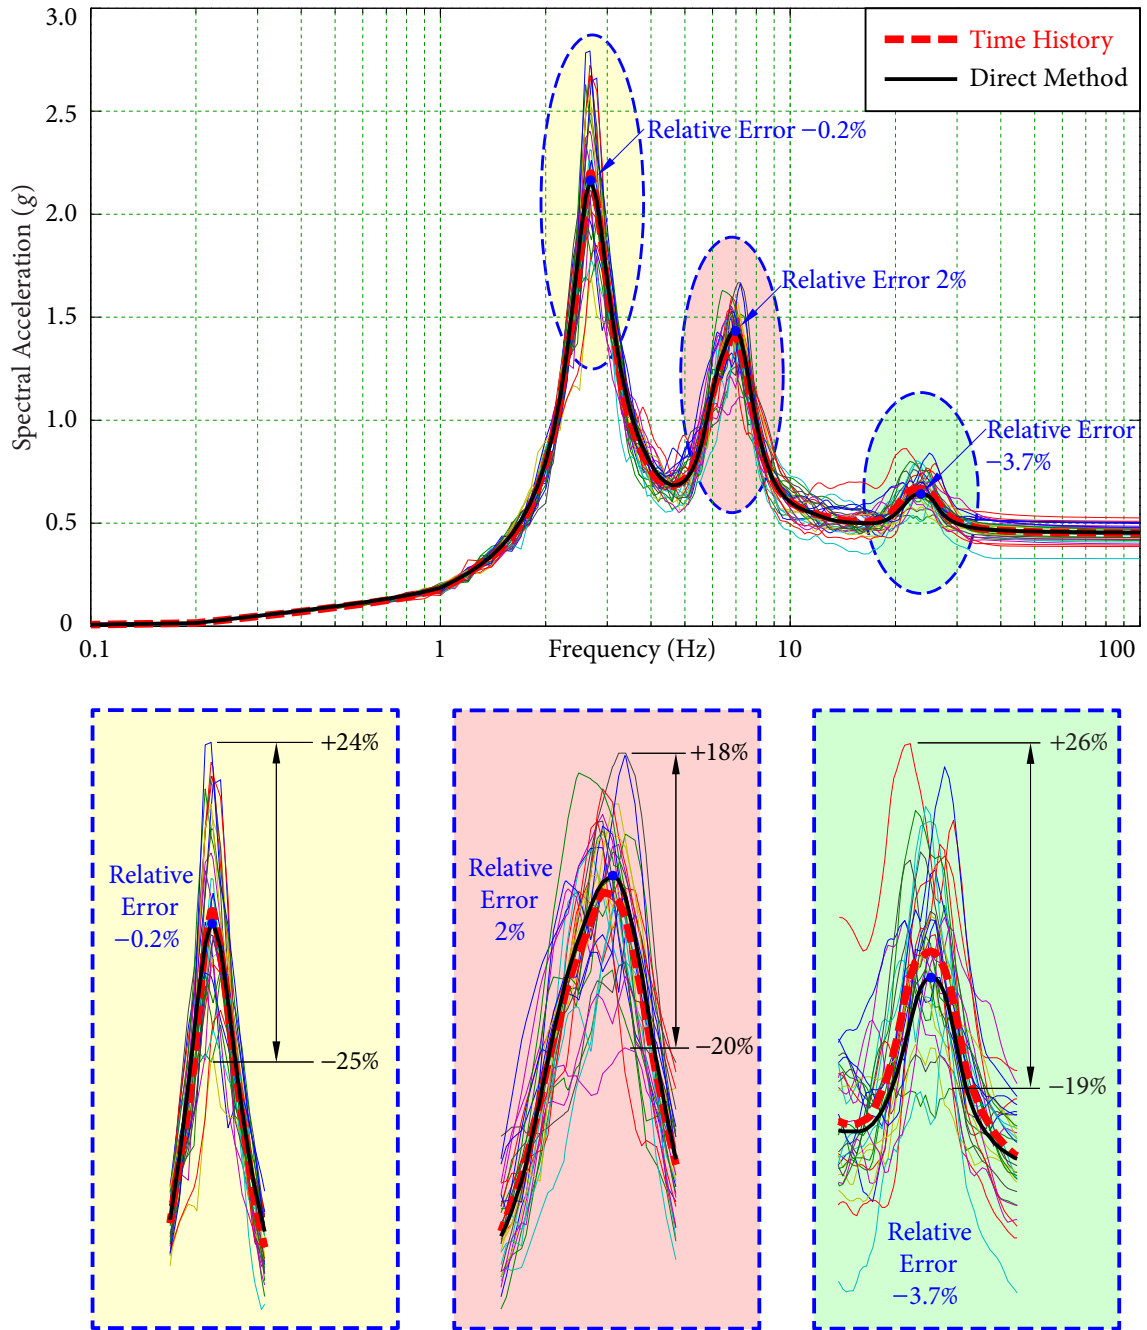 3.0
2.5
2.0
1.5
1.0
0.5
0
Spectral Acceleration (g)
Time History
Direct Method
Relative Error −0.2%
Relative Error 2%
Relative Error
−3.7%
0.1
1
Frequency (Hz)
10
100
+24%
Relative
Error
−0.2%
−25%
+18%
Relative
Error
2%
−20%
+26%
−19%
Relative
Error
−3.7%